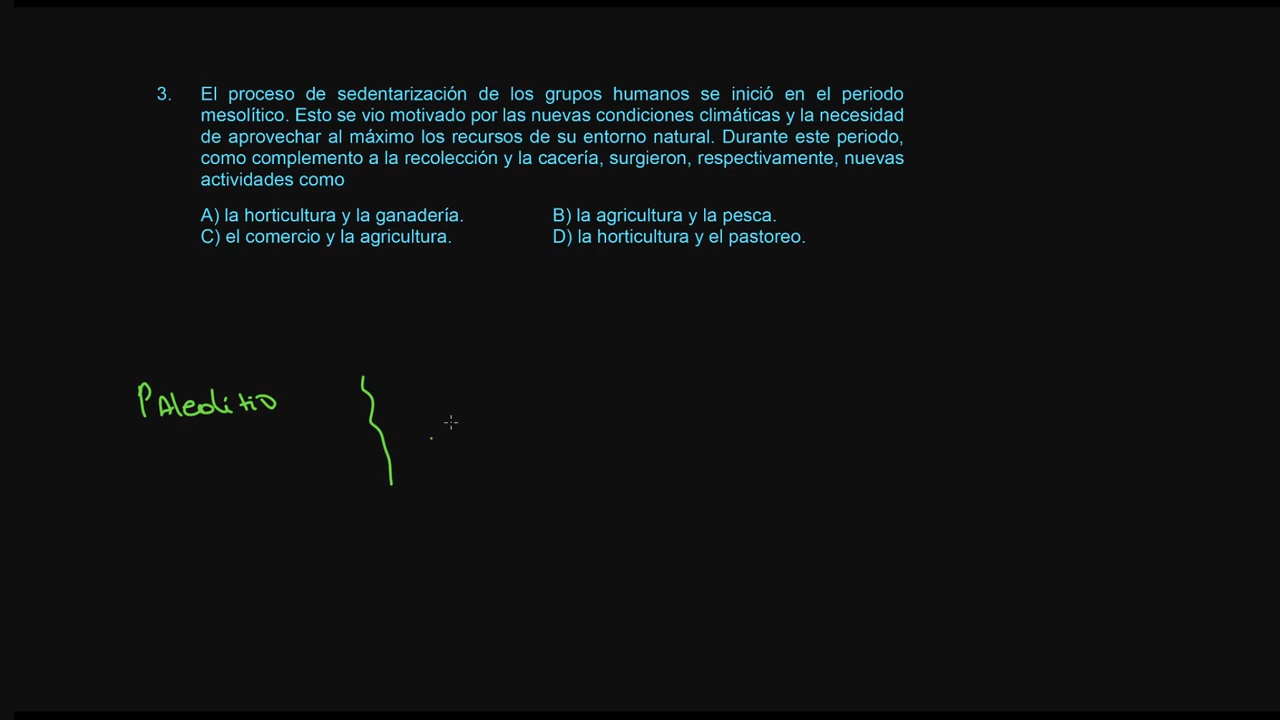 3. El proceso de sedentarización de los grupos humanos se inició en el periodo
mesolítico. Esto se vio motivado por las nuevas condiciones climáticas y la necesidad
de aprovechar al máximo los recursos de su entorno natural. Durante este periodo,
como complemento a la recolección y la cacería, surgieron, respectivamente, nuevas
actividades como
A) la horticultura y la ganadería. B) la agricultura y la pesca.
C) el comercio y la agricultura. D) la horticultura y el pastoreo.
PAleolitio